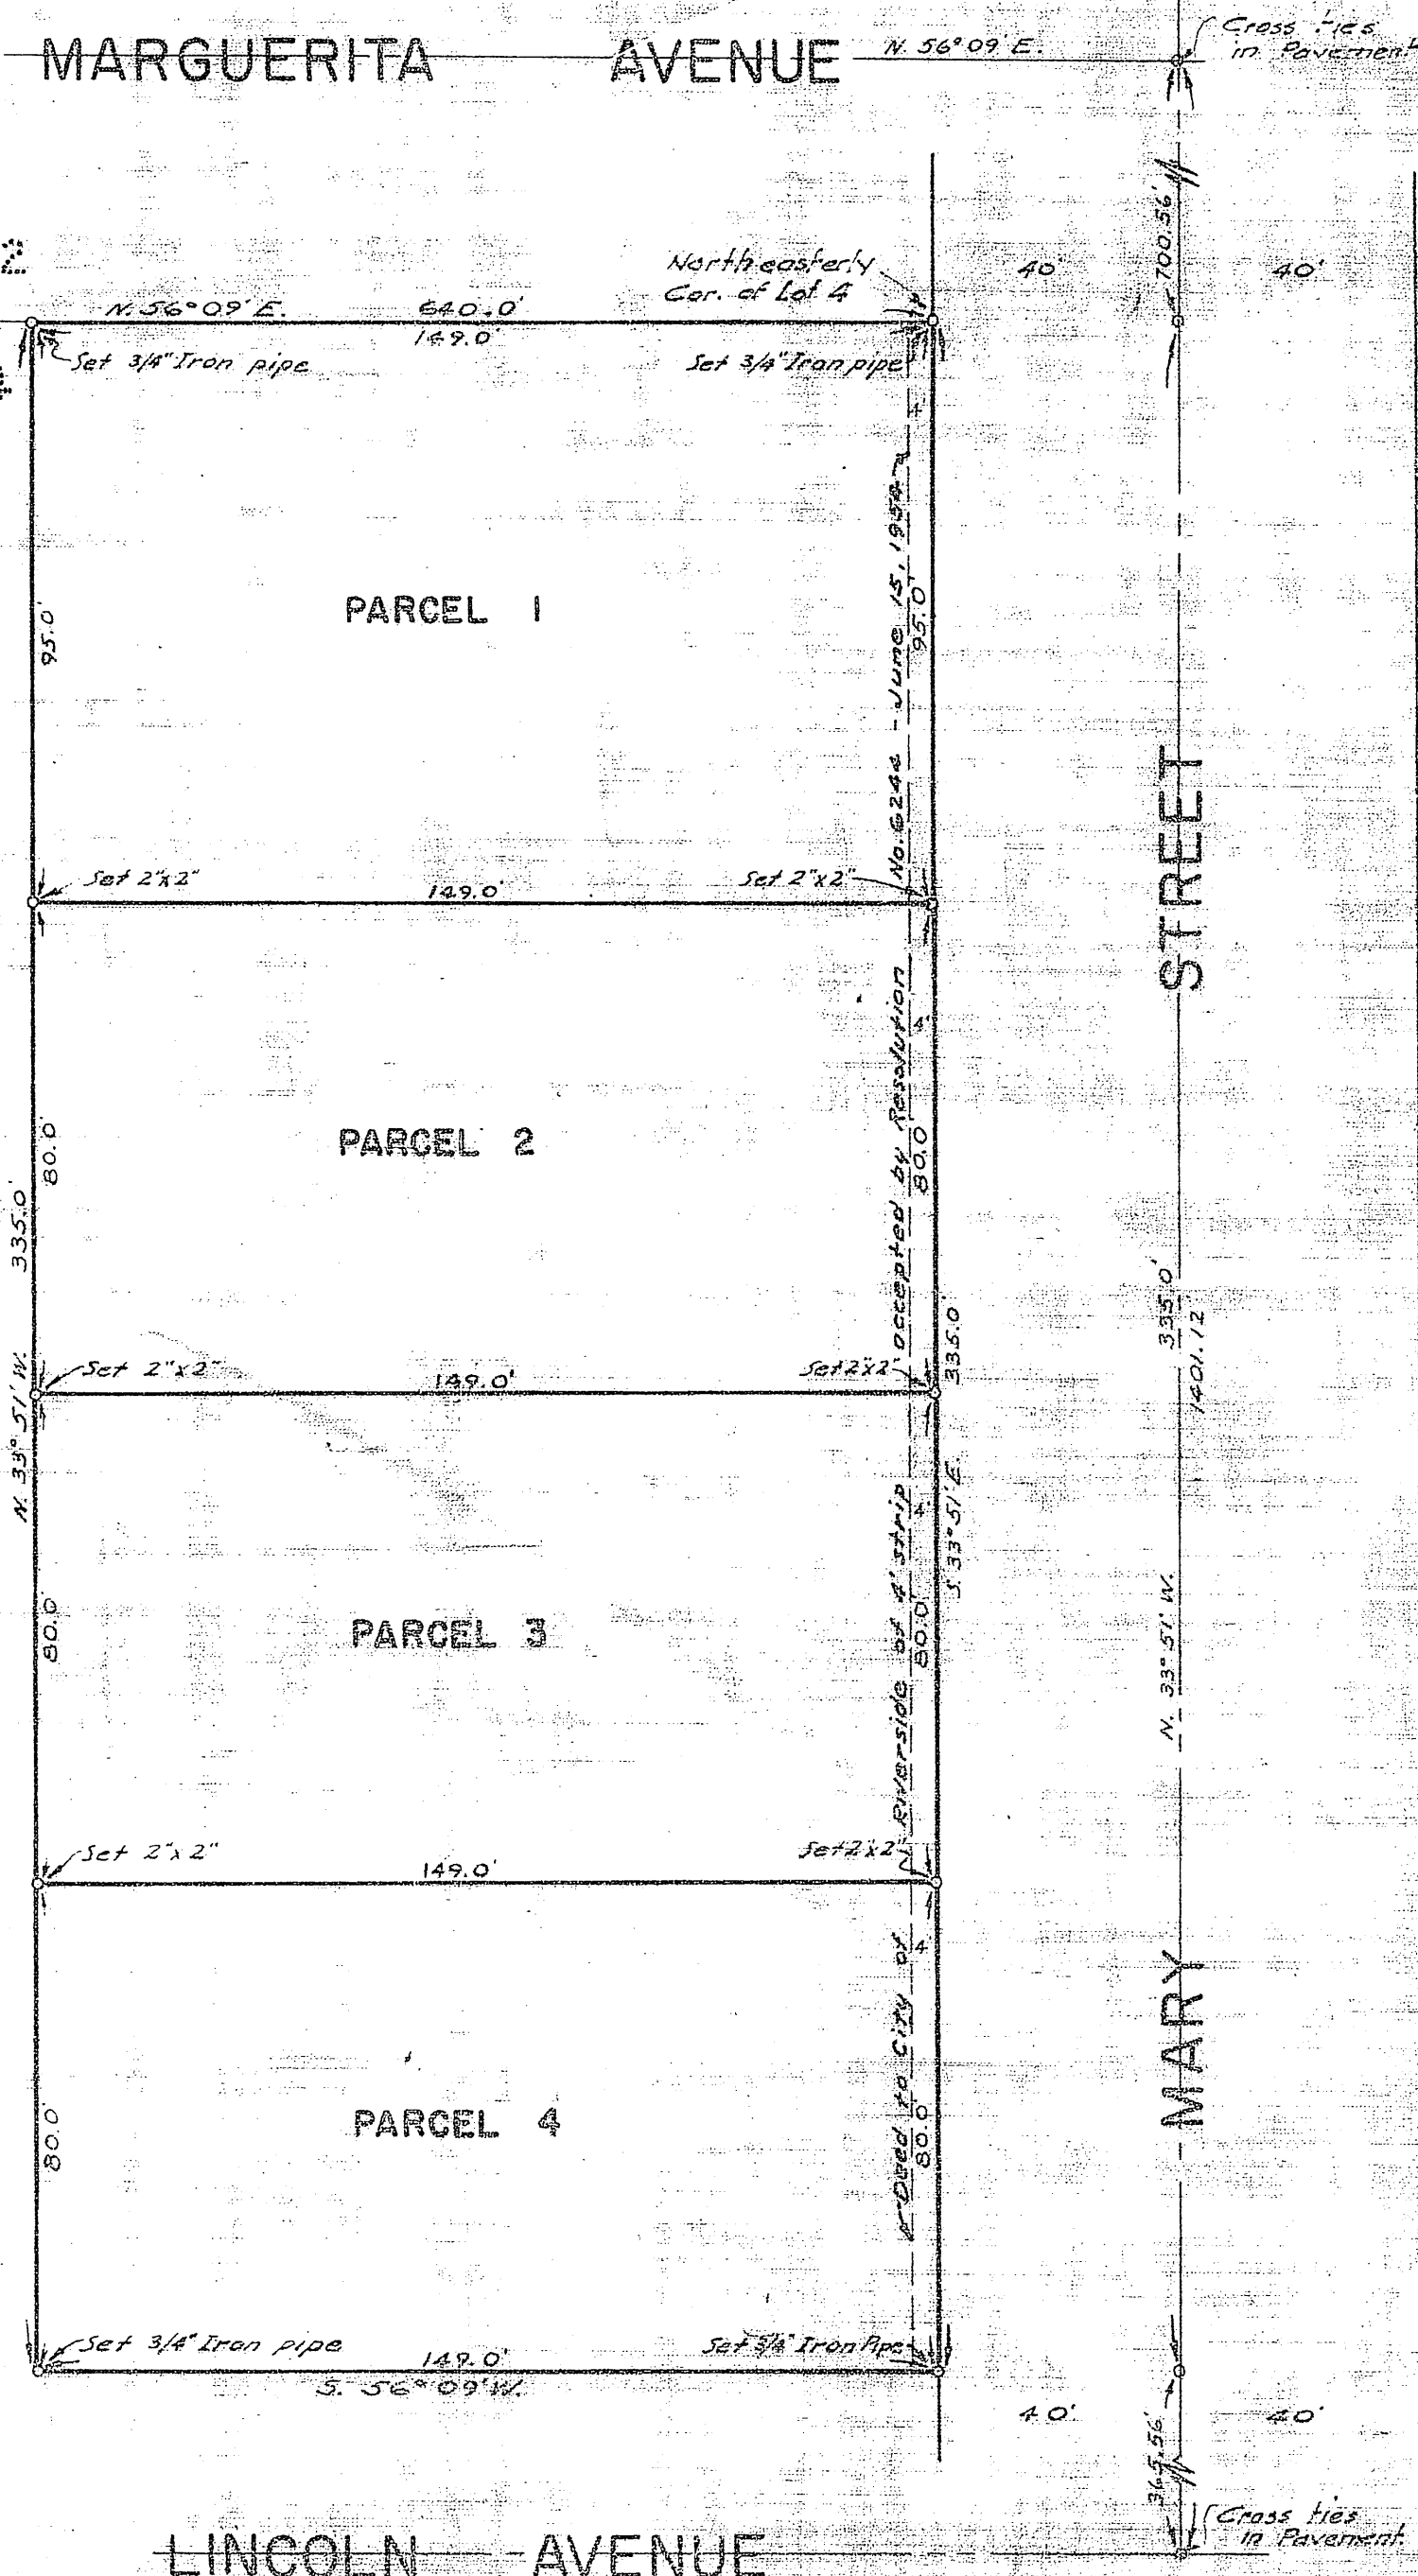 MARGUERITA AVENUE N. 56° 09' E.
Cross ties
in Pavement
700.56'
2
Northeasterly
Cor. of Lot 4
40'
40'
N. 56° 09' E. 640.0'
149.0'
Set 3/4" Iron pipe
Set 3/4" Iron pipe
95.0'
PARCEL 1
95.0'
Set 2"x2"
149.0'
Set 2"x2"
STREET
80.0'
PARCEL 2
4'
80.0'
N. 33° 51' W. 335.0'
Set 2"x2"
149.0'
Set 2"x2"
S. 33° 51' E. 335.0'
N. 33° 51' W. 335.0'
1401.12'
80.0'
PARCEL 3
4'
80.0'
Deed to City of Riverside of 4' strip accepted by Resolution No. 6244 - June 15, 1954
Set 2"x2"
149.0'
Set 2"x2"
4'
80.0'
PARCEL 4
80.0'
MARY
Set 3/4" Iron pipe
149.0'
Set 3/4" Iron Pipe
S. 56° 09' W.
40'
40'
365.56'
Cross ties
in Pavement
LINCOLN AVENUE